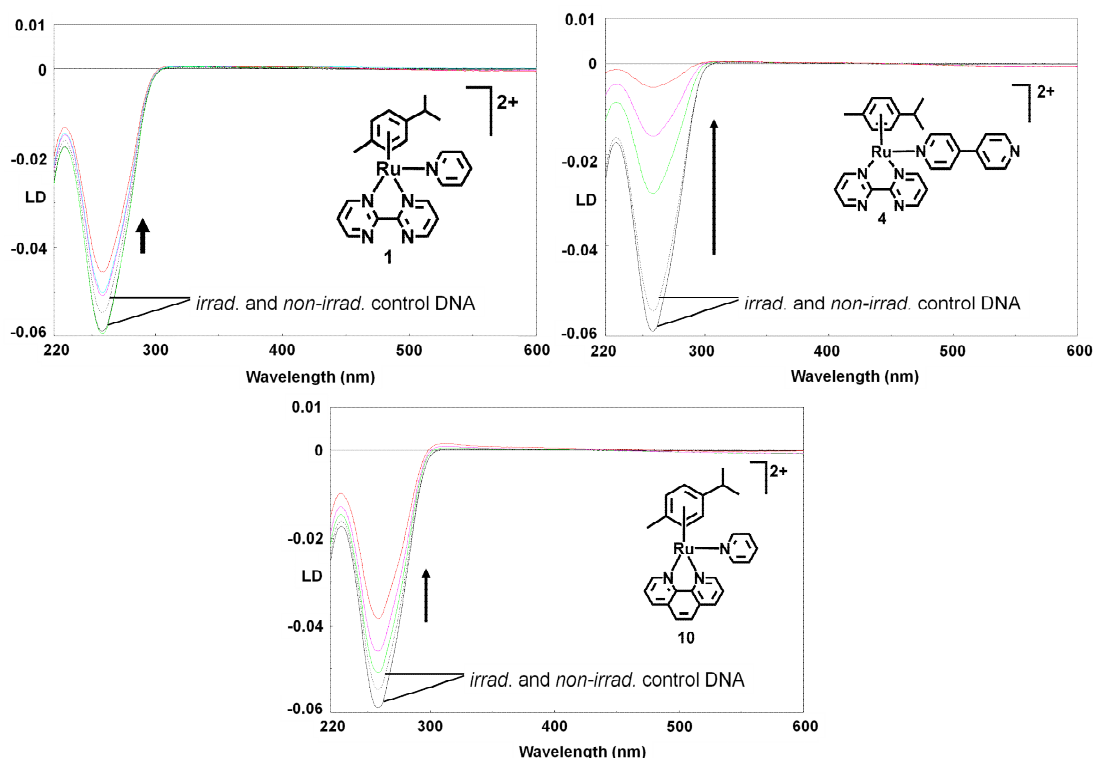 0.01
0
-0.02
LD
-0.04
-0.06
220
300
400
500
600
Wavelength (nm)
2+
Ru
N
N
N
N
N
1
irrad. and non-irrad. control DNA
0.01
0
-0.02
LD
-0.04
-0.06
220
300
400
500
600
Wavelength (nm)
2+
Ru
N
N
N
N
N
N
4
irrad. and non-irrad. control DNA
0.01
0
-0.02
LD
-0.04
-0.06
220
300
400
500
600
Wavelength (nm)
2+
Ru
N
N
N
10
irrad. and non-irrad. control DNA